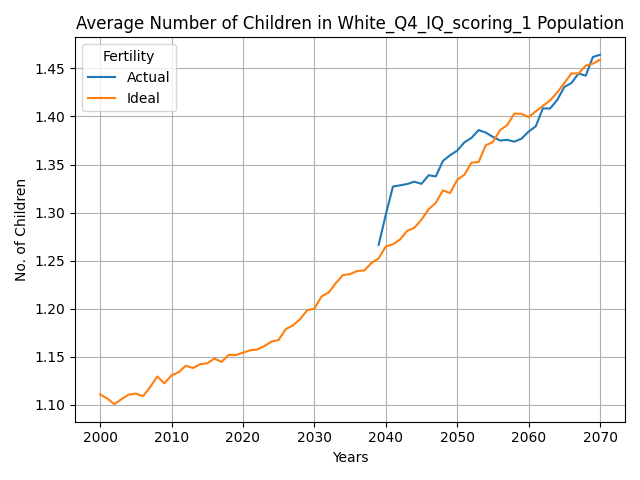 Average Number of Children in White_Q4_IQ_scoring_1 Population
Fertility
Actual
Ideal
No. of Children
1.45
1.40
1.35
1.30
1.25
1.20
1.15
1.10
2000 2010 2020 2030 2040 2050 2060 2070
Years